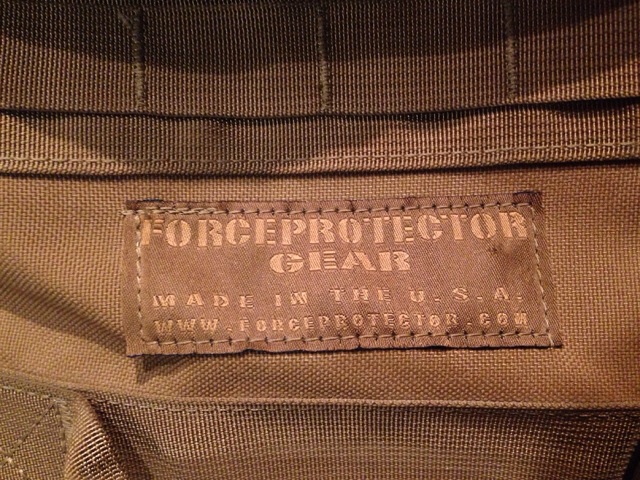 FORCEPROTECTOR
GEAR
MADE IN THE U.S.A.
WWW.FORCEPROTECTOR.COM